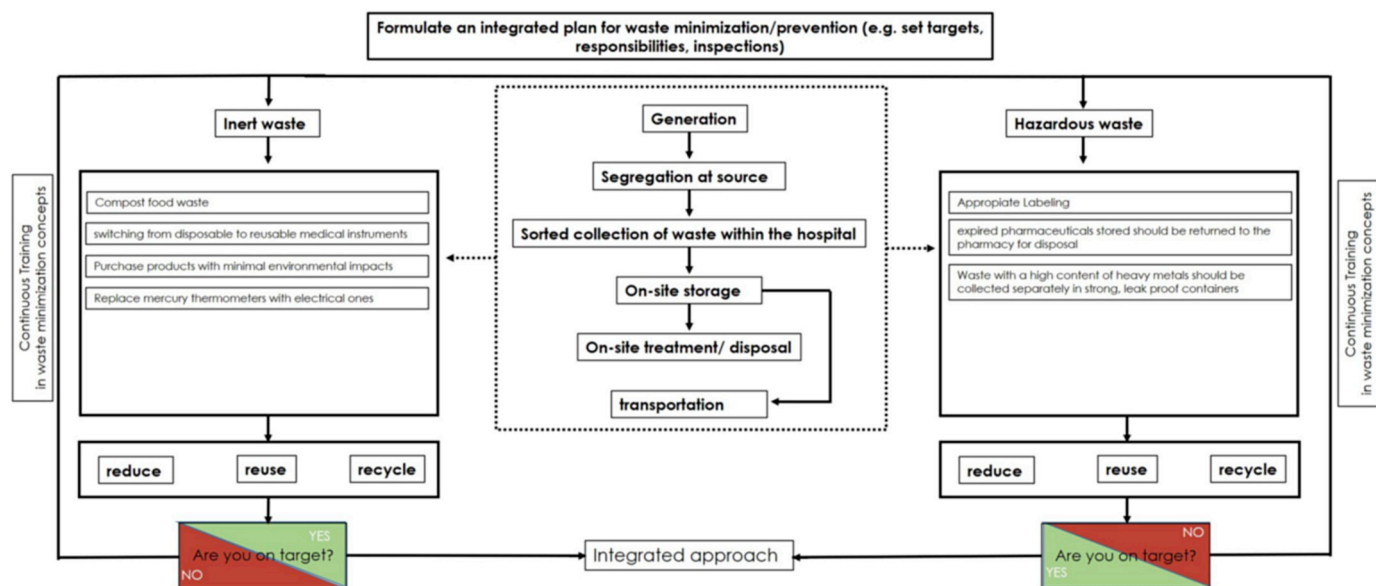 Formulate an integrated plan for waste minimization/prevention (e.g. set targets,
responsibilities, inspections)
Inert waste
Generation
Hazardous waste
Segregation at source
Sorted collection of waste within the hospital
On-site storage
On-site treatment/ disposal
transportation
Continuous Training
in waste minimization concepts
Compost food waste
switching from disposable to reusable medical instruments
Purchase products with minimal environmental impacts
Replace mercury thermometers with electrical ones
Appropiate Labeling
expired pharmaceuticals stored should be returned to the
pharmacy for disposal
Waste with a high content of heavy metals should be
collected separately in strong, leak proof containers
Continuous Training
in waste minimization concepts
reduce
reuse
recycle
reduce
reuse
recycle
YES
Are you on target?
NO
Integrated approach
NO
Are you on target?
YES